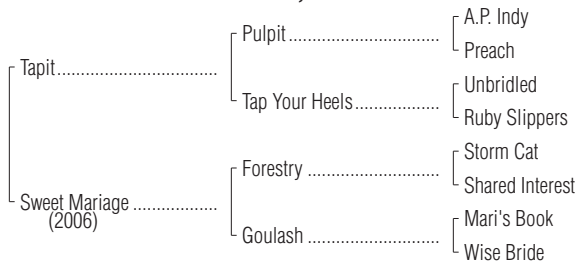 A.P. Indy
Pulpit
Preach
Tapit
Unbridled
Tap Your Heels
Ruby Slippers
Storm Cat
Forestry
Shared Interest
Sweet Mariage
(2006)
Mari's Book
Goulash
Wise Bride